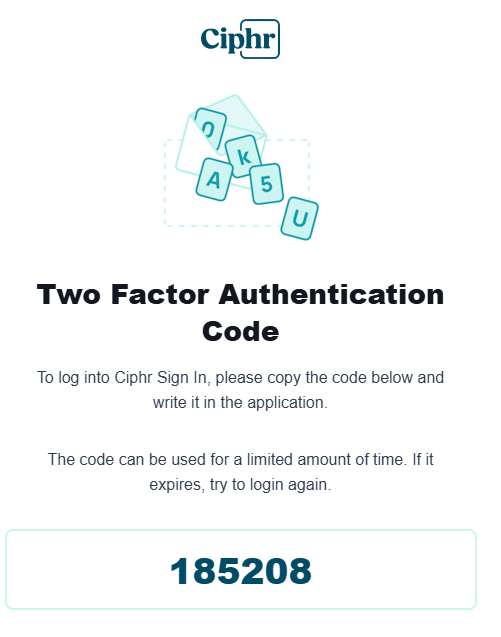 Ciphr
0
k
A
5
U
Two Factor Authentication
Code
To log into Ciphr Sign In, please copy the code below and
write it in the application.
The code can be used for a limited amount of time. If it
expires, try to login again.
185208